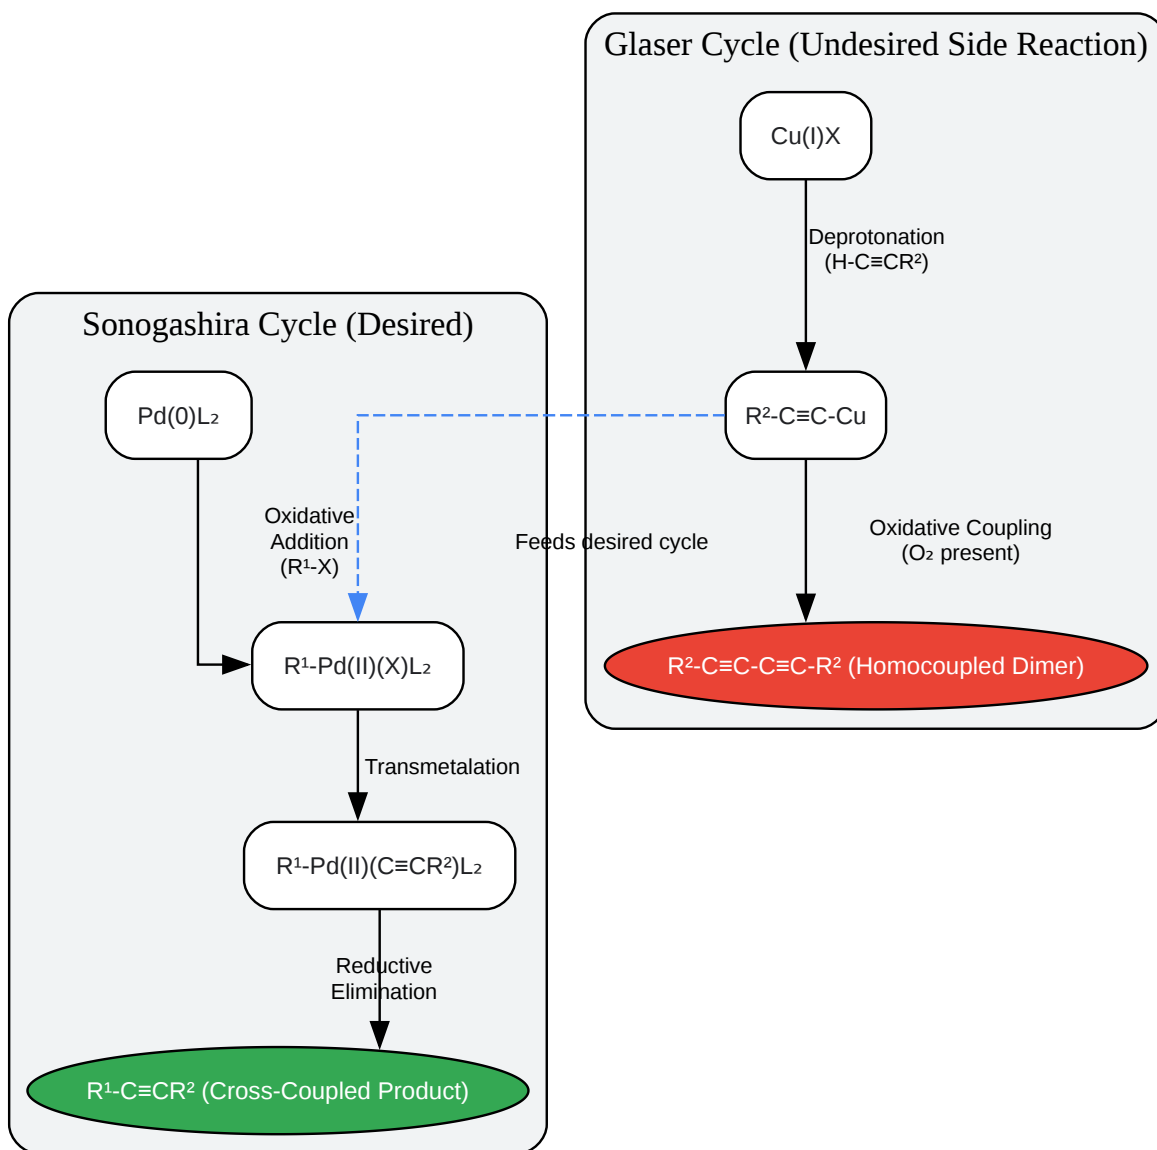 Glaser Cycle (Undesired Side Reaction)
Cu(I)X
Deprotonation
(H-C≡CR²)
R²-C≡C-Cu
Oxidative Coupling
(O₂ present)
R²-C≡C-C≡C-R² (Homocoupled Dimer)
Feeds desired cycle
Sonogashira Cycle (Desired)
Pd(0)L₂
Oxidative
Addition
(R¹-X)
R¹-Pd(II)(X)L₂
Transmetalation
R¹-Pd(II)(C≡CR²)L₂
Reductive
Elimination
R¹-C≡CR² (Cross-Coupled Product)